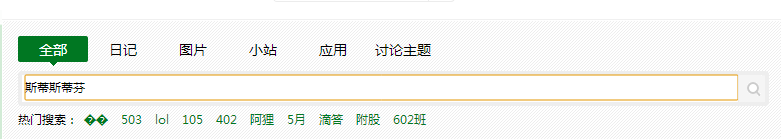 全部 日记 图片 小站 应用 讨论主题
斯蒂斯蒂芬
热门搜索： �� 503 lol 105 402 阿狸 5月 滴答 附股 602班